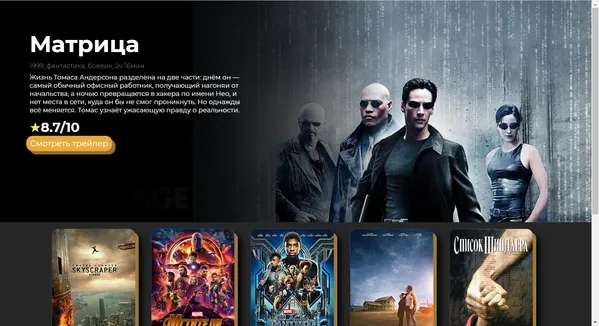 Матрица
1999, фантастика, боевик, 2ч 16мин
Жизнь Томаса Андерсона разделена на две части: днём он —
самый обычный офисный работник, получающий нагоняи от
начальства, а ночью превращается в хакера по имени Нео, и
нет места в сети, куда он бы не смог проникнуть. Но однажды
всё меняется. Томас узнаёт ужасающую правду о реальности.
★8.7/10
Смотреть трейлер
SKYSCRAPER
MARVEL
MARVEL
СПИСОК ШИНДЛЕРА